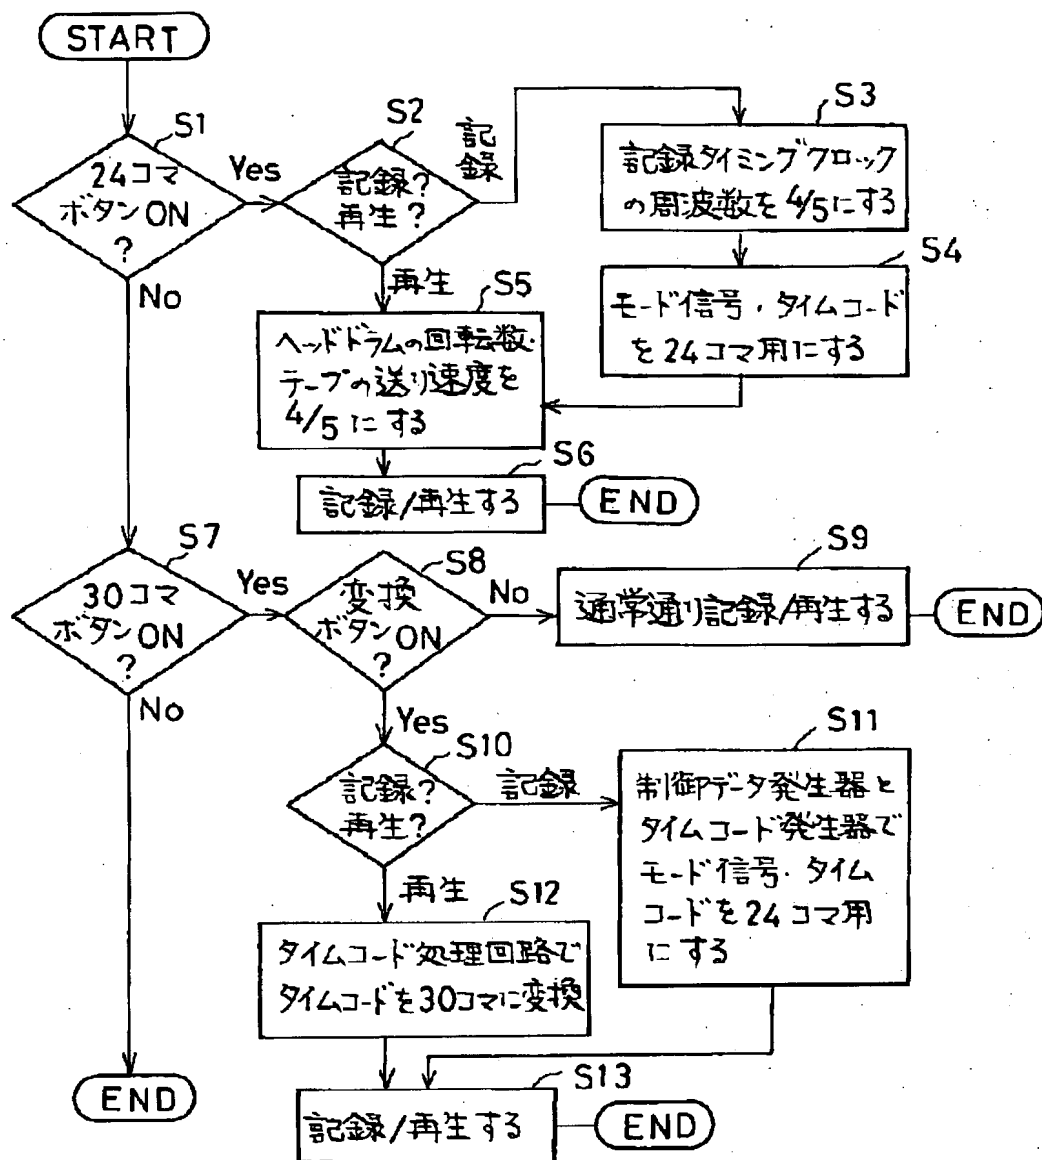 START
S1
24コマ
ボタンON
?
Yes
No
S2
記録?
再生?
記
録
再生
S3
記録タイミングクロック
の周波数を4/5にする
S4
モード信号・タイムコード
を24コマ用にする
S5
ヘッドドラムの回転数・
テープの送り速度を
4/5にする
S6
記録/再生する
END
S7
30コマ
ボタンON
?
Yes
No
S8
変換
ボタンON
?
No
Yes
S9
通常通り記録/再生する
END
S10
記録?
再生?
記録
再生
S11
制御データ発生器と
タイムコード発生器で
モード信号・タイム
コードを24コマ用
にする
S12
タイムコード処理回路で
タイムコードを30コマに変換
S13
記録/再生する
END
END